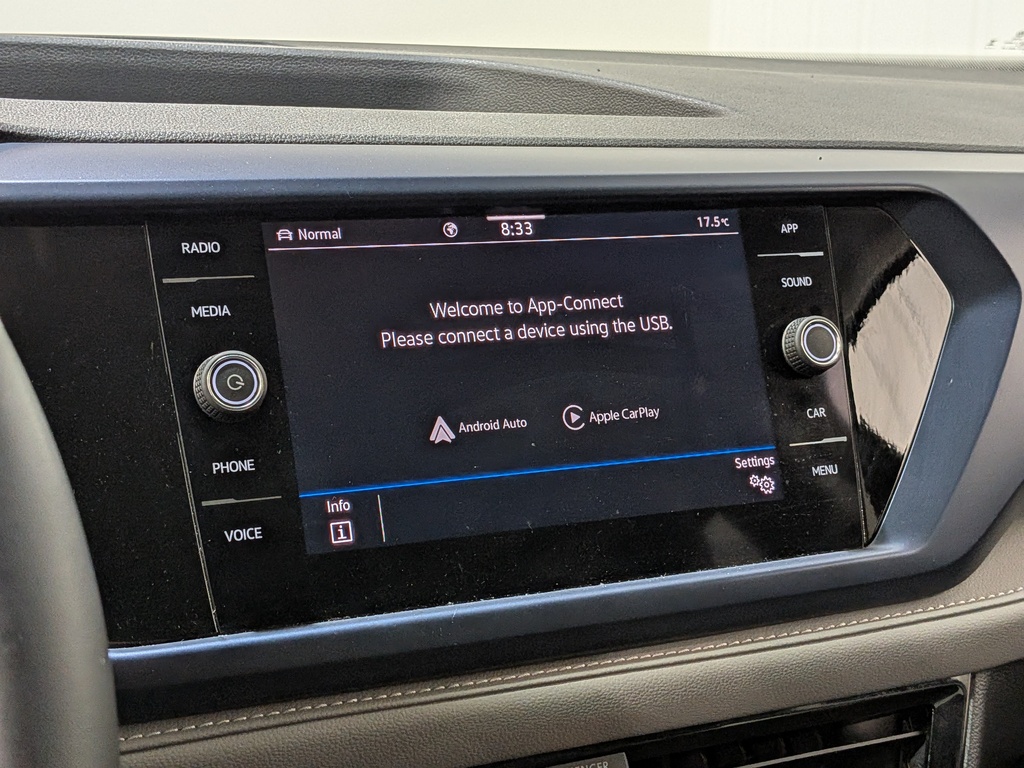 RADIO
MEDIA
PHONE
VOICE
Normal
8:33
17.5°C
Welcome to App-Connect
Please connect a device using the USB.
Android Auto
Apple CarPlay
Settings
Info
i
APP
SOUND
CAR
MENU